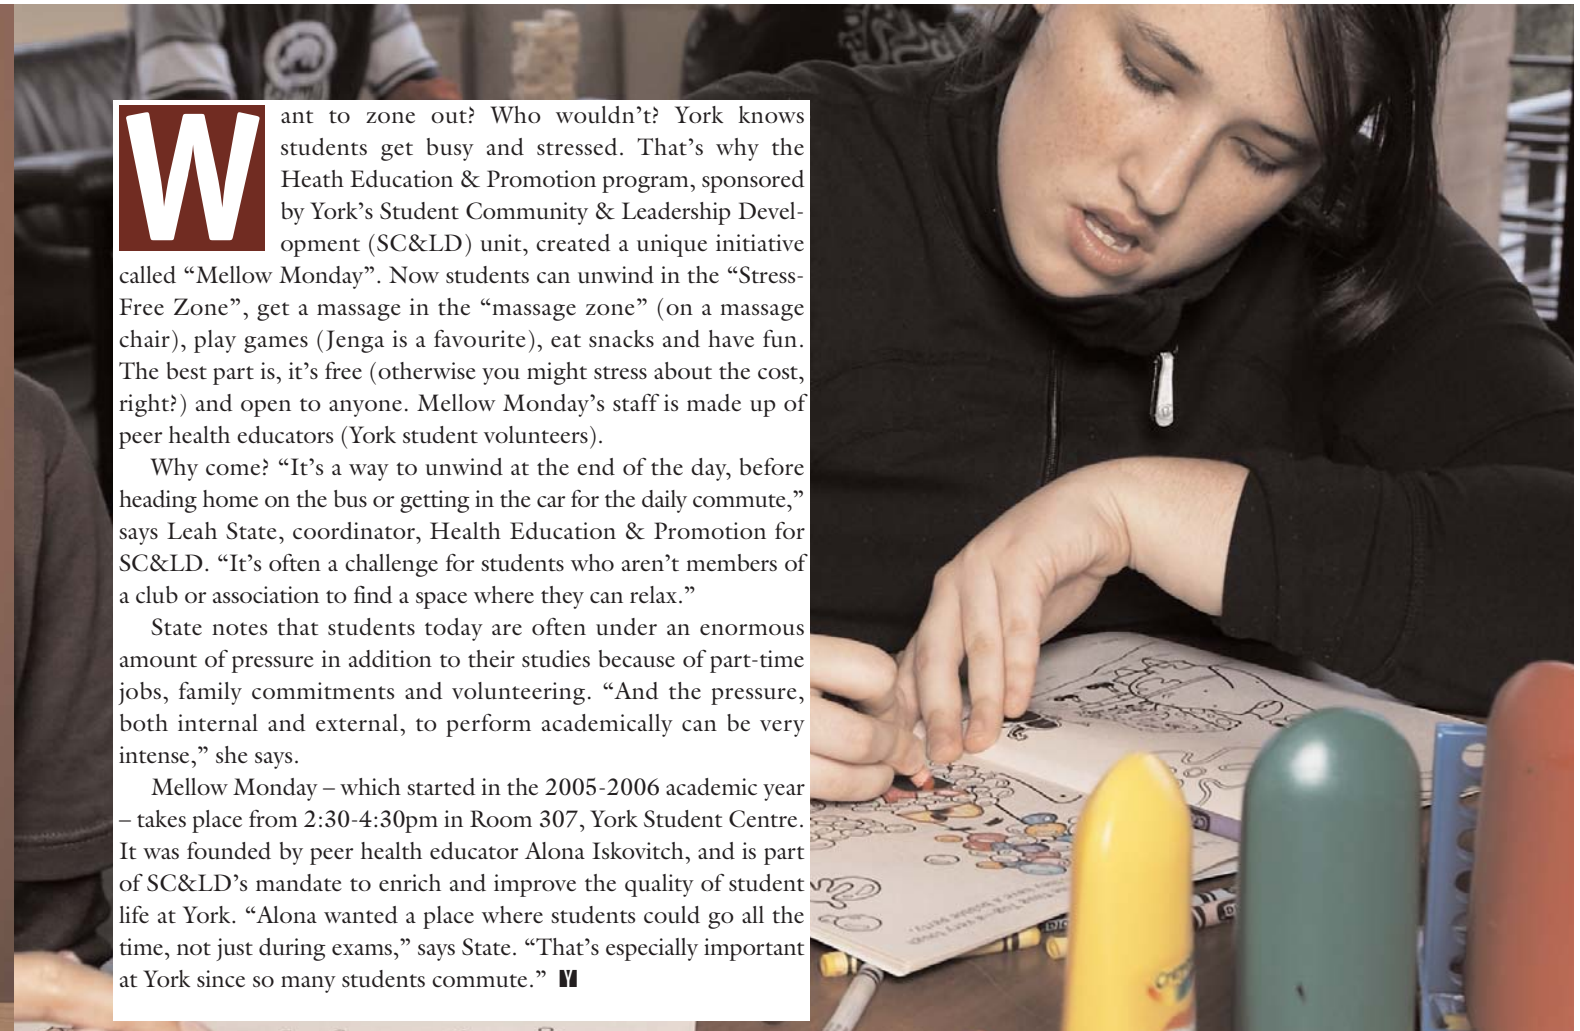 Want to zone out? Who wouldn’t? York knows
students get busy and stressed. That’s why the
Heath Education & Promotion program, sponsored
by York’s Student Community & Leadership Devel-
opment (SC&LD) unit, created a unique initiative
called “Mellow Monday”. Now students can unwind in the “Stress-
Free Zone”, get a massage in the “massage zone” (on a massage
chair), play games (Jenga is a favourite), eat snacks and have fun.
The best part is, it’s free (otherwise you might stress about the cost,
right?) and open to anyone. Mellow Monday’s staff is made up of
peer health educators (York student volunteers).
Why come? “It’s a way to unwind at the end of the day, before
heading home on the bus or getting in the car for the daily commute,”
says Leah State, coordinator, Health Education & Promotion for
SC&LD. “It’s often a challenge for students who aren’t members of
a club or association to find a space where they can relax.”
State notes that students today are often under an enormous
amount of pressure in addition to their studies because of part-time
jobs, family commitments and volunteering. “And the pressure,
both internal and external, to perform academically can be very
intense,” she says.
Mellow Monday – which started in the 2005-2006 academic year
– takes place from 2:30-4:30pm in Room 307, York Student Centre.
It was founded by peer health educator Alona Iskovitch, and is part
of SC&LD’s mandate to enrich and improve the quality of student
life at York. “Alona wanted a place where students could go all the
time, not just during exams,” says State. “That’s especially important
at York since so many students commute.” Y